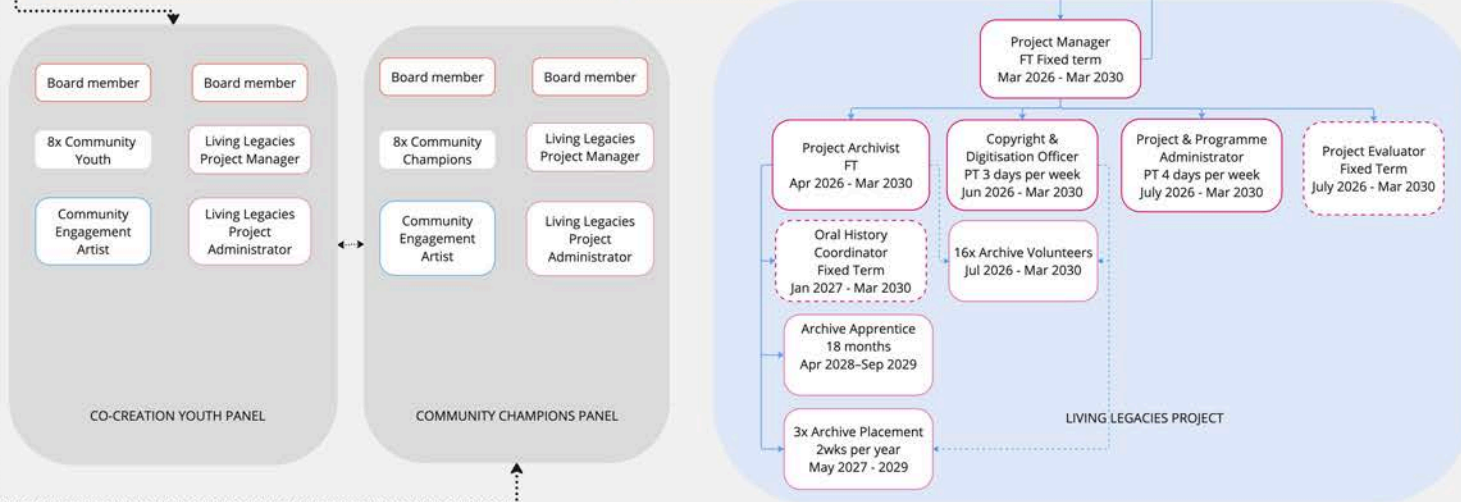 Board member
Board member
8x Community
Youth
Living Legacies
Project Manager
Community
Engagement
Artist
Living Legacies
Project
Administrator
CO-CREATION YOUTH PANEL
Board member
Board member
8x Community
Champions
Living Legacies
Project Manager
Community
Engagement
Artist
Living Legacies
Project
Administrator
COMMUNITY CHAMPIONS PANEL
Project Manager
FT Fixed term
Mar 2026 - Mar 2030
Project Archivist
FT
Apr 2026 - Mar 2030
Copyright &
Digitisation Officer
PT 3 days per week
Jun 2026 - Mar 2030
Project & Programme
Administrator
PT 4 days per week
July 2026 - Mar 2030
Project Evaluator
Fixed Term
July 2026 - Mar 2030
Oral History
Coordinator
Fixed Term
Jan 2027 - Mar 2030
16x Archive Volunteers
Jul 2026 - Mar 2030
Archive Apprentice
18 months
Apr 2028–Sep 2029
3x Archive Placement
2wks per year
May 2027 - 2029
LIVING LEGACIES PROJECT